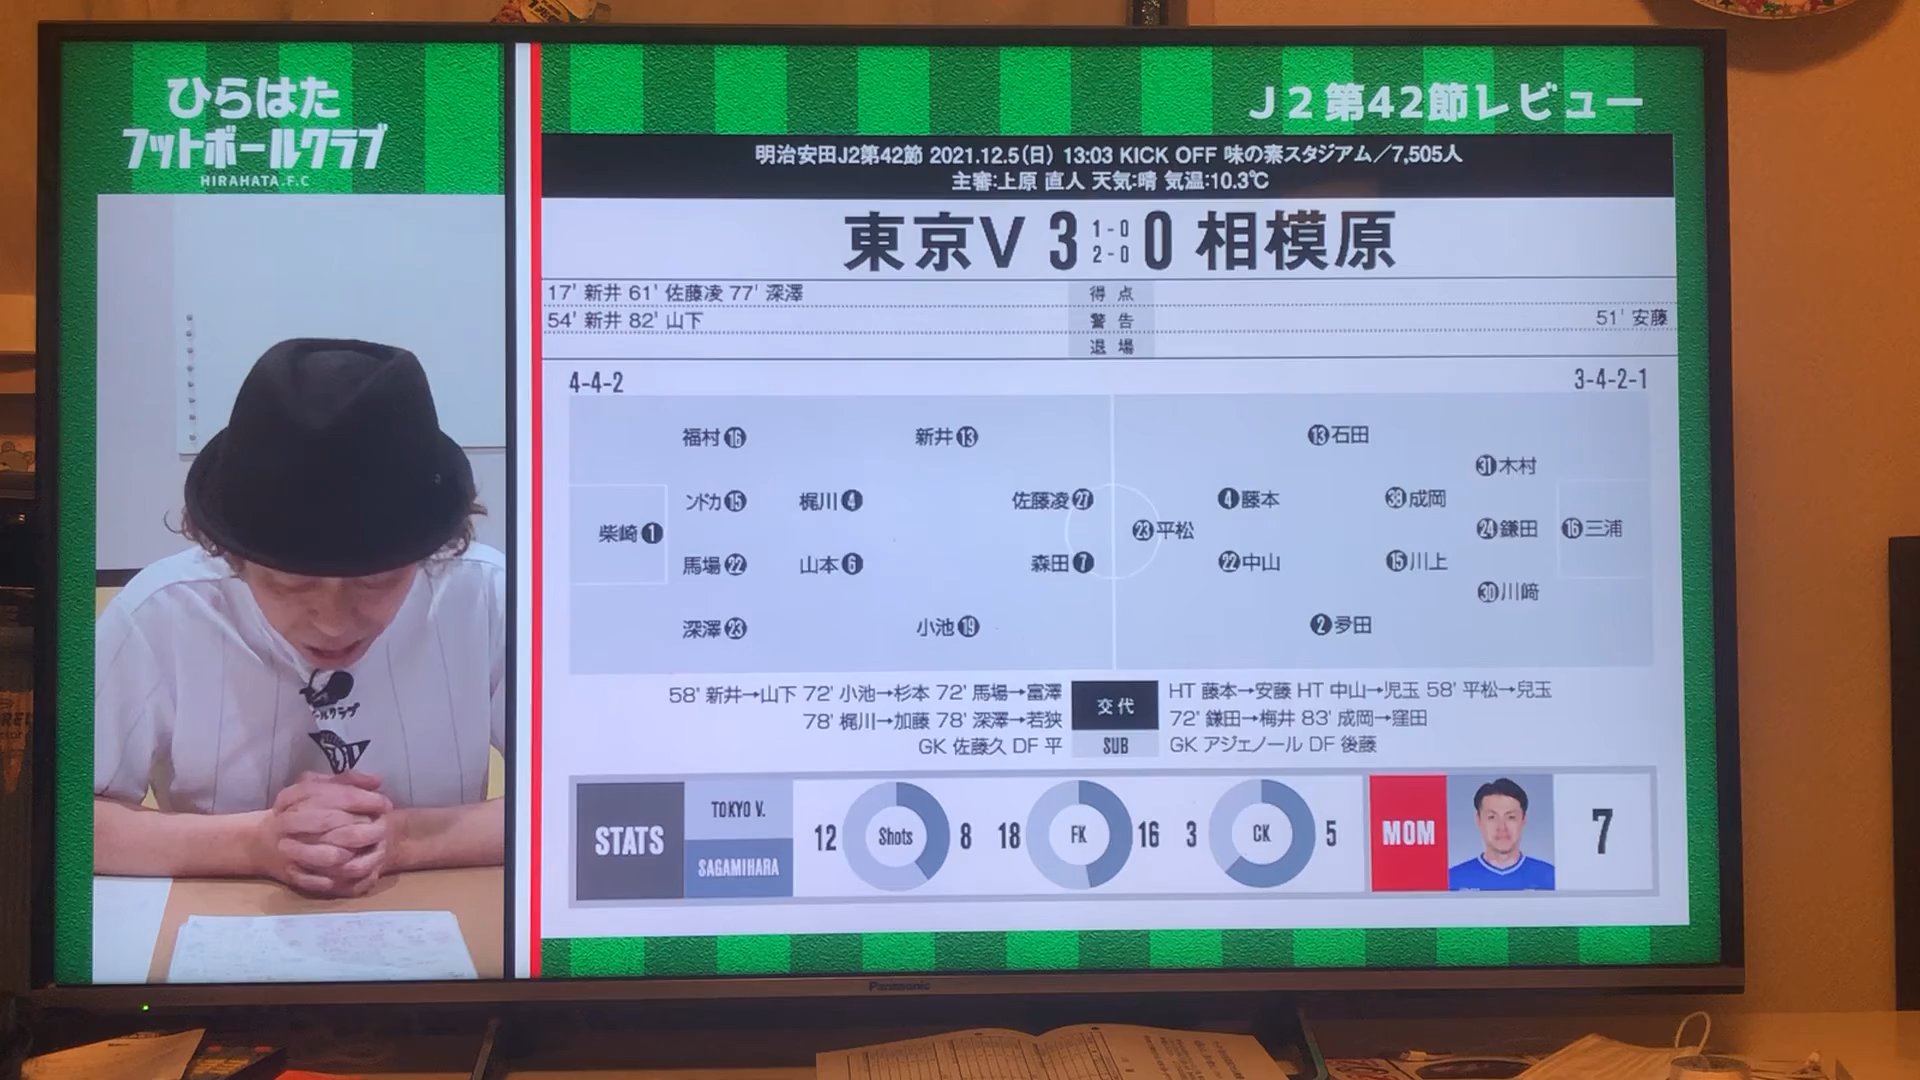 ひらはた
フットボールクラブ
HIRAHATA.F.C
J2第42節レビュー
明治安田J2第42節 2021.12.5(日) 13:03 KICK OFF 味の素スタジアム/7,505人
主審:上原 直人 天気:晴 気温:10.3℃
東京V 3 1-0 2-0 0 相模原
17' 新井 61' 佐藤凌 77' 深澤 得点
54' 新井 82' 山下 警告 51' 安藤
退場
4-4-2 3-4-2-1
福村 16 新井 13 13 石田
31 木村
ンドカ 15 梶川 4 佐藤凌 27 4 藤本 38 成岡
柴崎 1 23 平松 24 鎌田 16 三浦
馬場 22 山本 6 森田 7 22 中山 15 川上
30 川﨑
深澤 23 小池 19 2 夛田
58' 新井→山下 72' 小池→杉本 72' 馬場→富澤
78' 梶川→加藤 78' 深澤→若狭
GK 佐藤久 DF 平
交代
SUB
HT 藤本→安藤 HT 中山→児玉 58' 平松→兒玉
72' 鎌田→梅井 83' 成岡→窪田
GK アジェノール DF 後藤
STATS TOKYO V. SAGAMIHARA 12 Shots 8 18 FK 16 3 CK 5 MOM 7
Panasonic